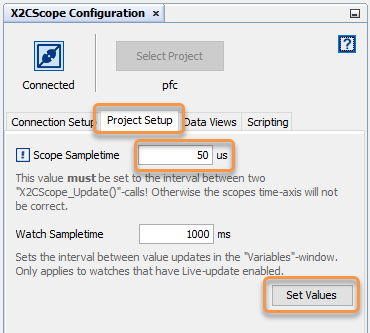 X2CScope Configuration ×
Select Project
?
Connected
pfc
Connection Setup Project Setup Data Views Scripting
! Scope Sampletime 50 us
This value must be set to the interval between two
"X2CScope_Update()"-calls! Otherwise the scopes time-axis will not
be correct.
Watch Sampletime 1000 ms
Sets the interval between value updates in the "Variables"-window.
Only applies to watches that have Live-update enabled.
Set Values